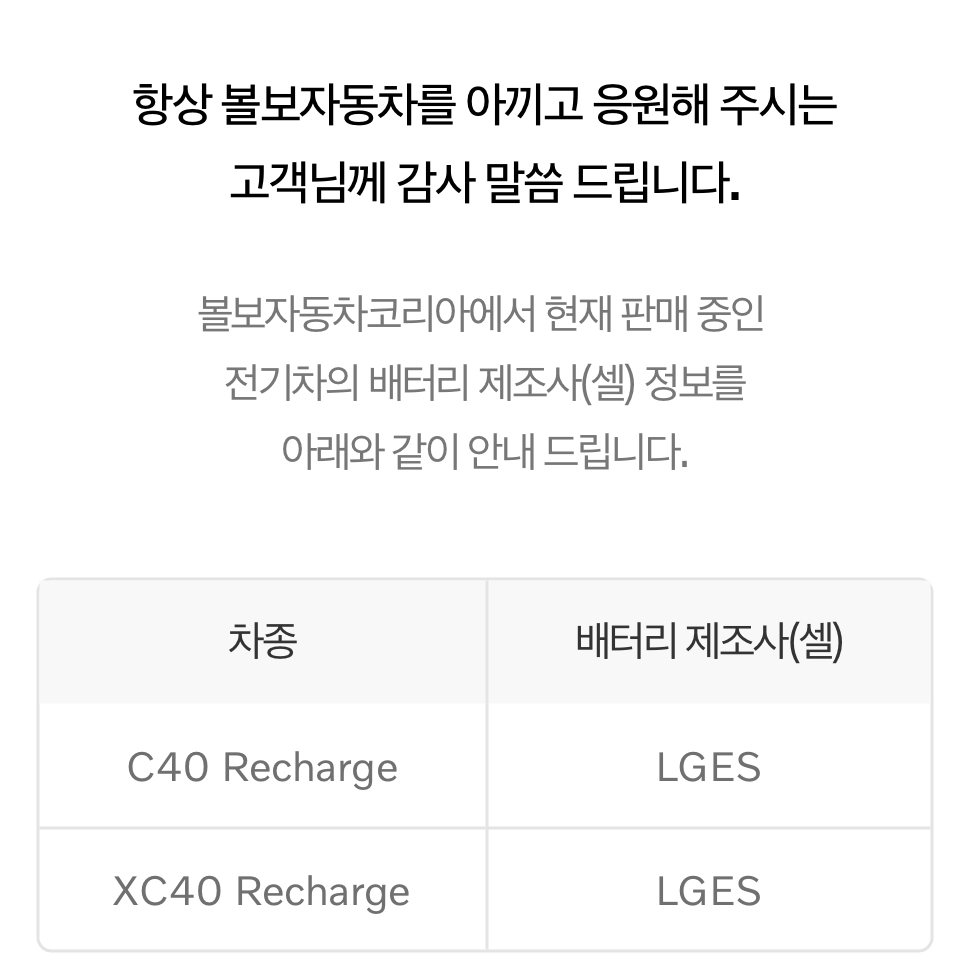 항상 볼보자동차를 아끼고 응원해 주시는
고객님께 감사 말씀 드립니다.
볼보자동차코리아에서 현재 판매 중인
전기차의 배터리 제조사(셀) 정보를
아래와 같이 안내 드립니다.
차종 배터리 제조사(셀)
C40 Recharge LGES
XC40 Recharge LGES